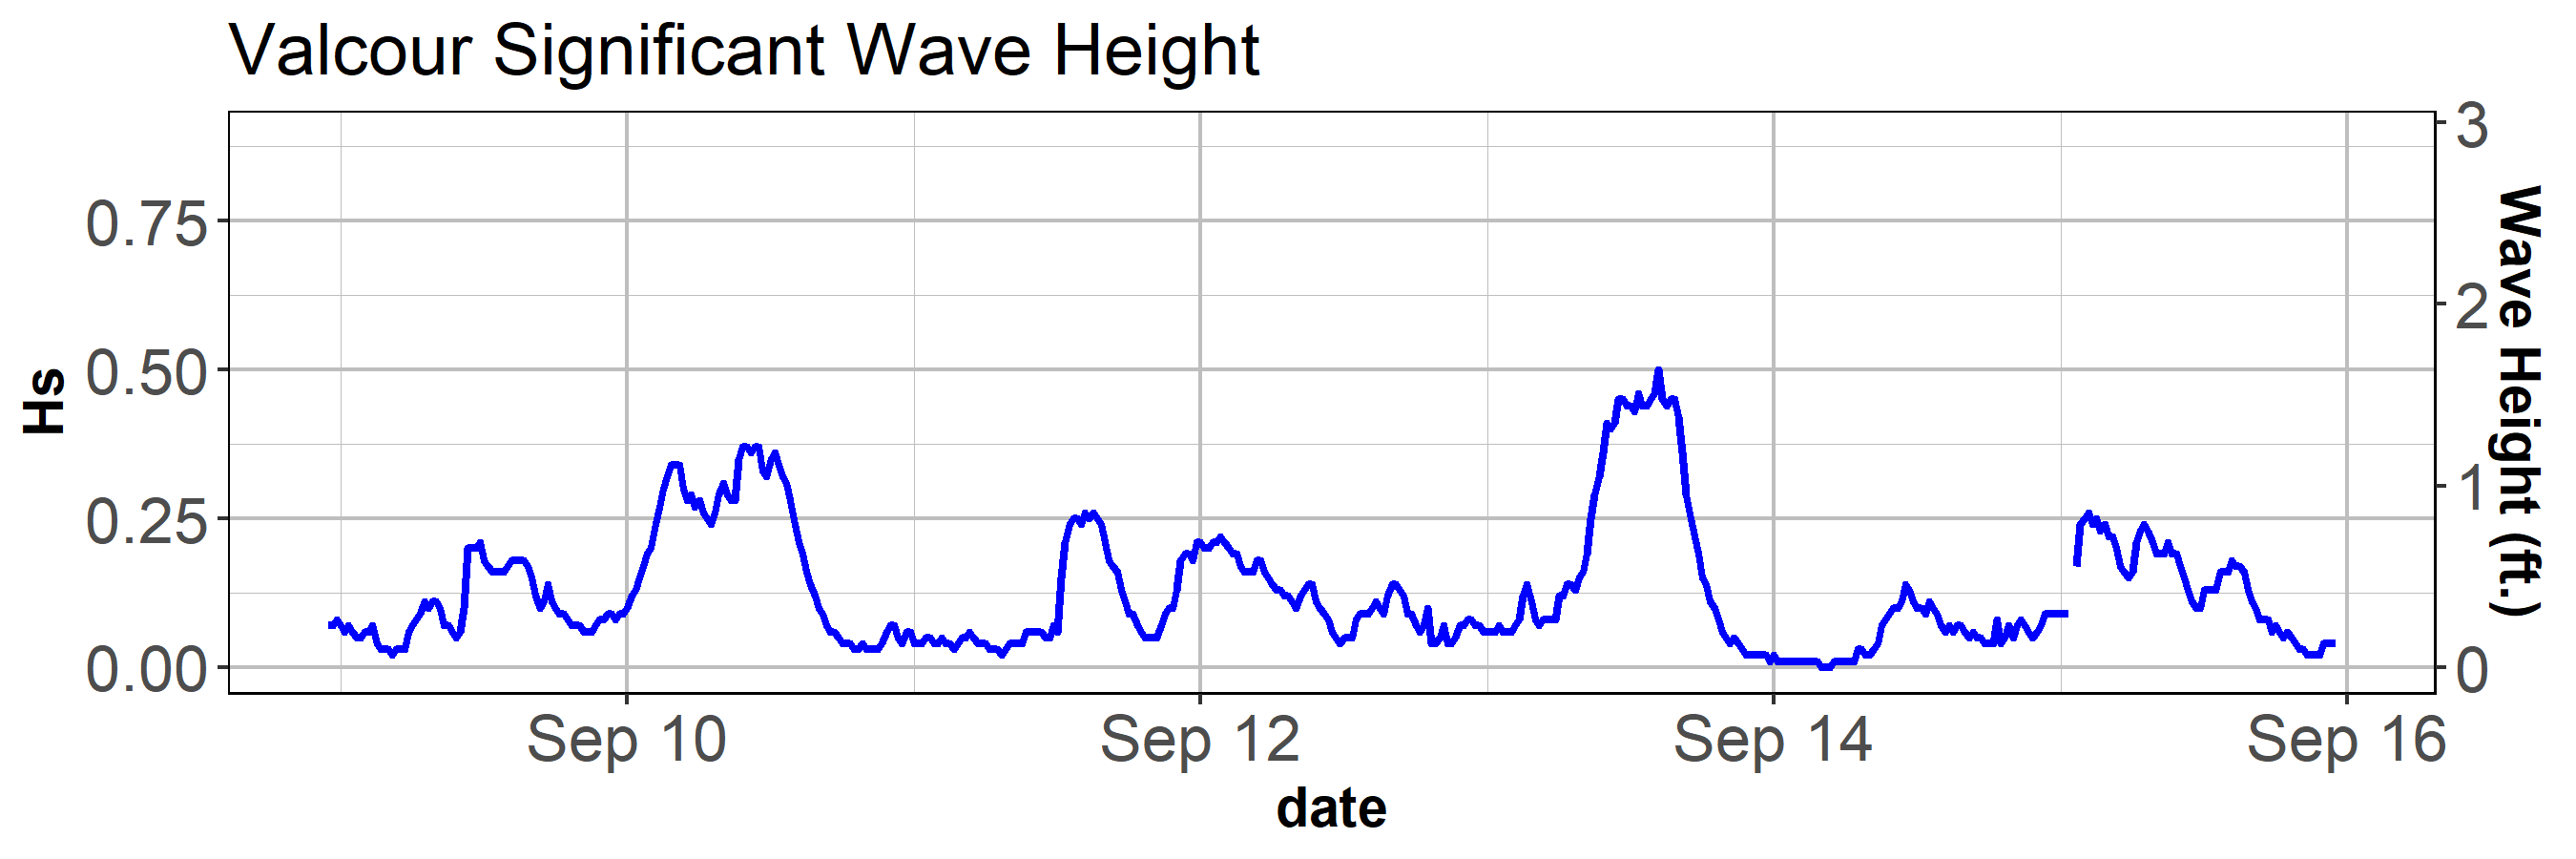 Valcour Significant Wave Height
Hs
0.75
0.50
0.25
0.00
3
2
1
0
Wave Height (ft.)
Sep 10
Sep 12
Sep 14
Sep 16
date